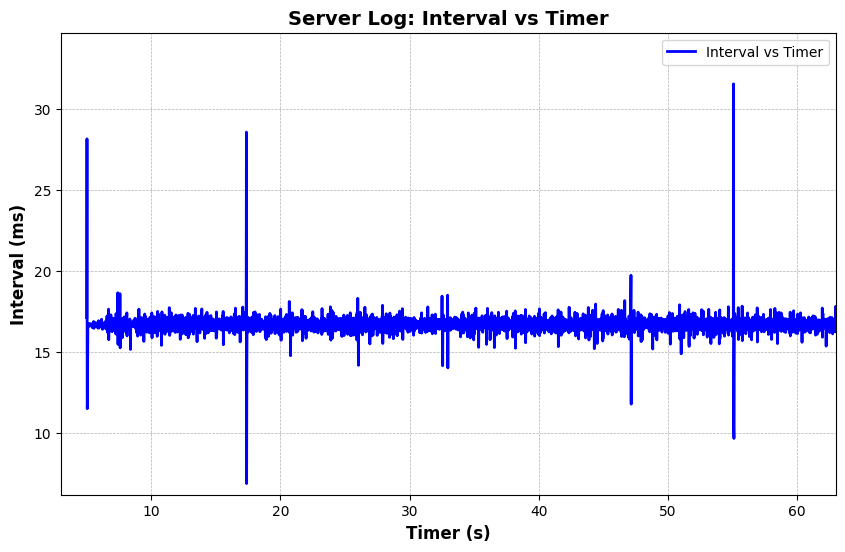 Server Log: Interval vs Timer
Interval vs Timer
30
25
20
15
10
Interval (ms)
10 20 30 40 50 60
Timer (s)